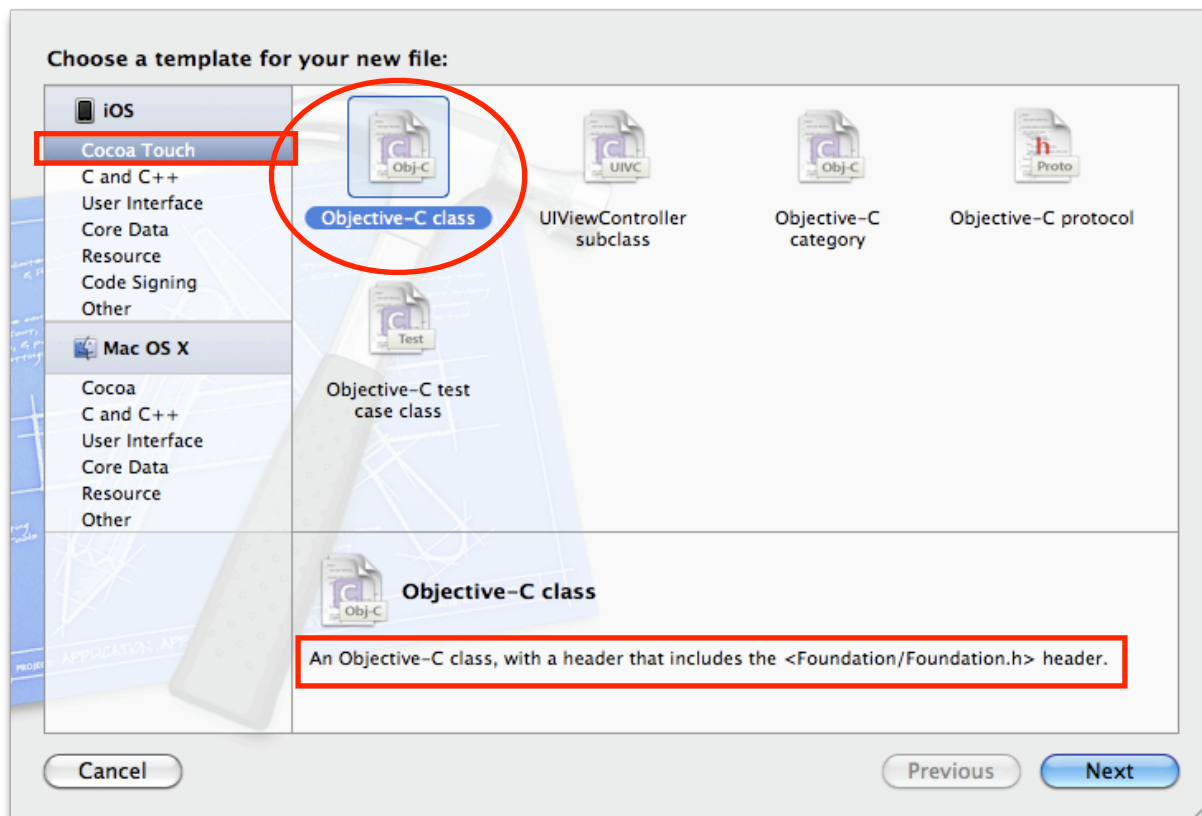 Choose a template for your new file:
iOS
Cocoa Touch
C and C++
User Interface
Core Data
Resource
Code Signing
Other
Mac OS X
Cocoa
C and C++
User Interface
Core Data
Resource
Other
C
Obj-C
Objective-C class
C
UIVC
UIViewController
subclass
C
Obj-C
Objective-C
category
h
Proto
Objective-C protocol
C
Test
Objective-C test
case class
C
Obj-C
Objective-C class
An Objective-C class, with a header that includes the <Foundation/Foundation.h> header.
Cancel
Previous
Next